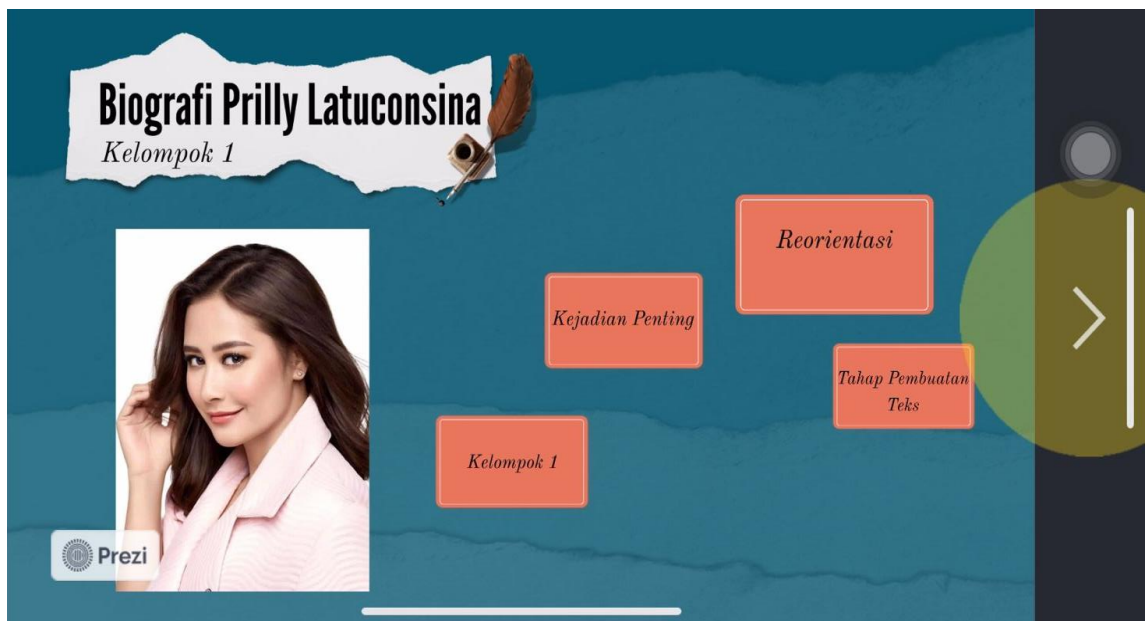 Biografi Prilly Latuconsina
Kelompok 1
Reorientasi
Kejadian Penting
Tahap Pembuatan
Teks
Kelompok 1
Prezi